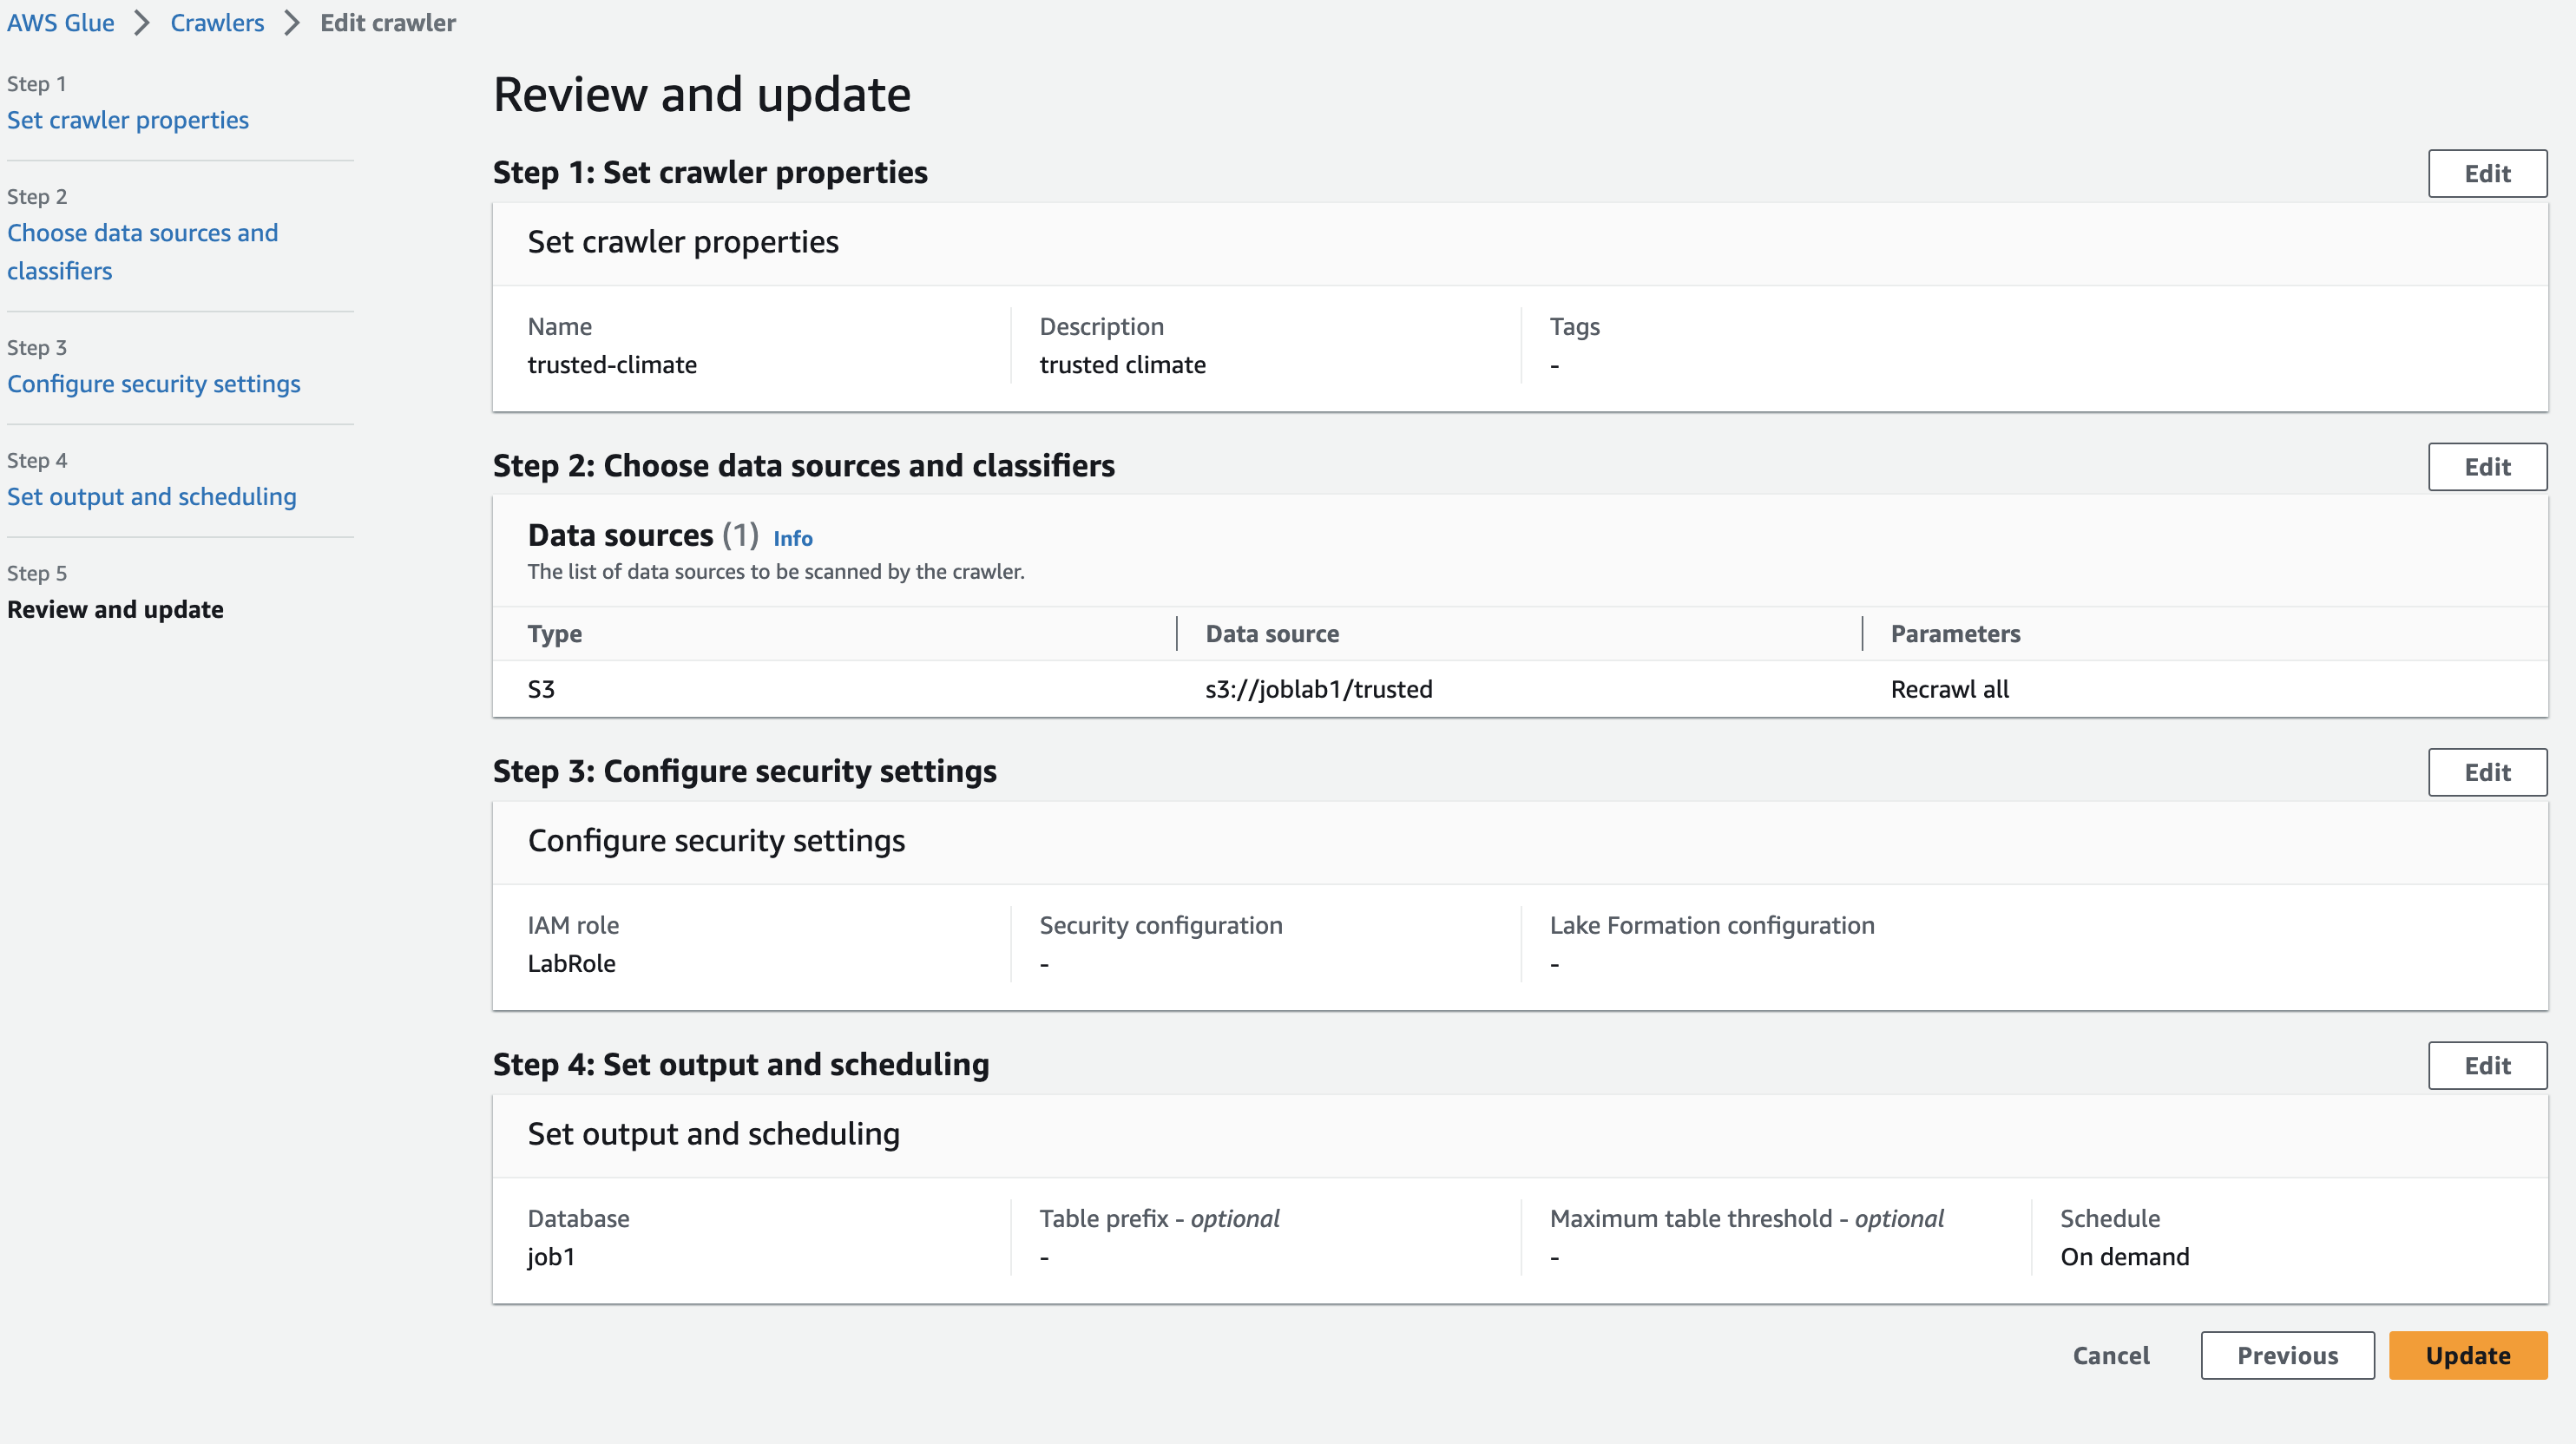 AWS Glue > Crawlers > Edit crawler
Step 1
Set crawler properties
Step 2
Choose data sources and
classifiers
Step 3
Configure security settings
Step 4
Set output and scheduling
Step 5
Review and update
Review and update
Step 1: Set crawler properties
Edit
Set crawler properties
Name Description Tags
trusted-climate trusted climate -
Step 2: Choose data sources and classifiers
Edit
Data sources (1) Info
The list of data sources to be scanned by the crawler.
Type Data source Parameters
S3 s3://joblab1/trusted Recrawl all
Step 3: Configure security settings
Edit
Configure security settings
IAM role Security configuration Lake Formation configuration
LabRole - -
Step 4: Set output and scheduling
Edit
Set output and scheduling
Database Table prefix - optional Maximum table threshold - optional Schedule
job1 - - On demand
Cancel Previous Update